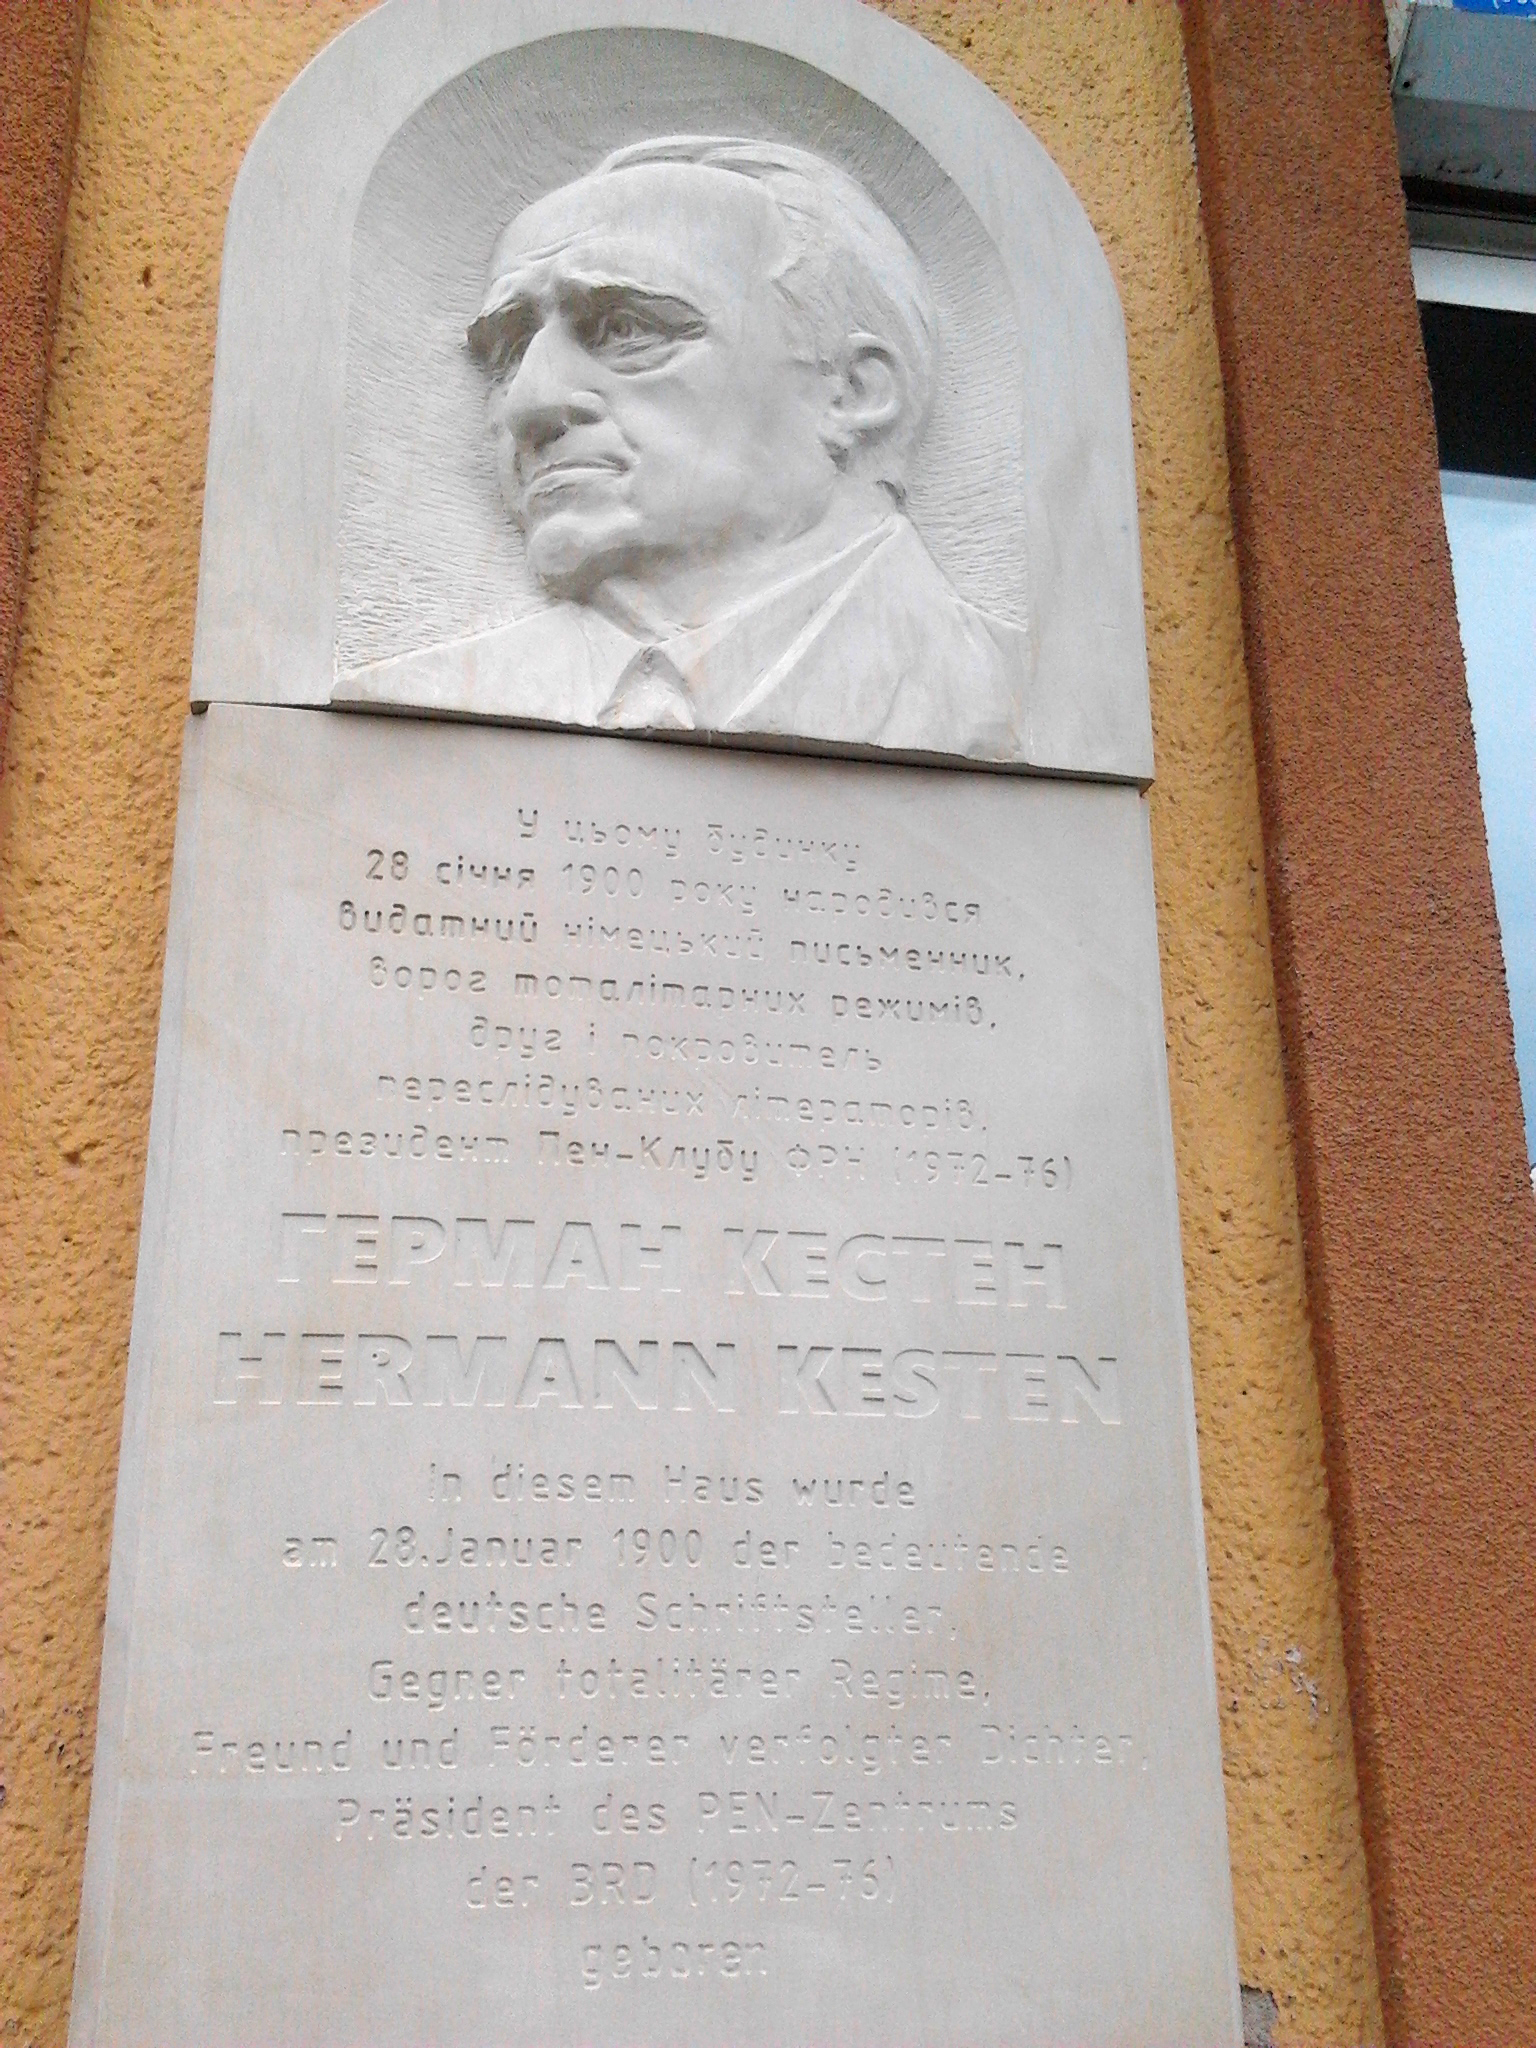 У цьому будинку
28 січня 1900 року народився
видатний німецький письменник,
ворог тоталітарних режимів,
друг і покровитель
переслідуваних літераторів,
президент Пен-Клубу ФРН (1972-76)
ГЕРМАН КЕСТЕН
HERMANN KESTEN
In diesem Haus wurde
am 28.Januar 1900 der bedeutende
deutsche Schriftsteller,
Gegner totalitärer Regime,
Freund und Förderer verfolgter Dichter,
Präsident des PEN-Zentrums
der BRD (1972-76)
geboren